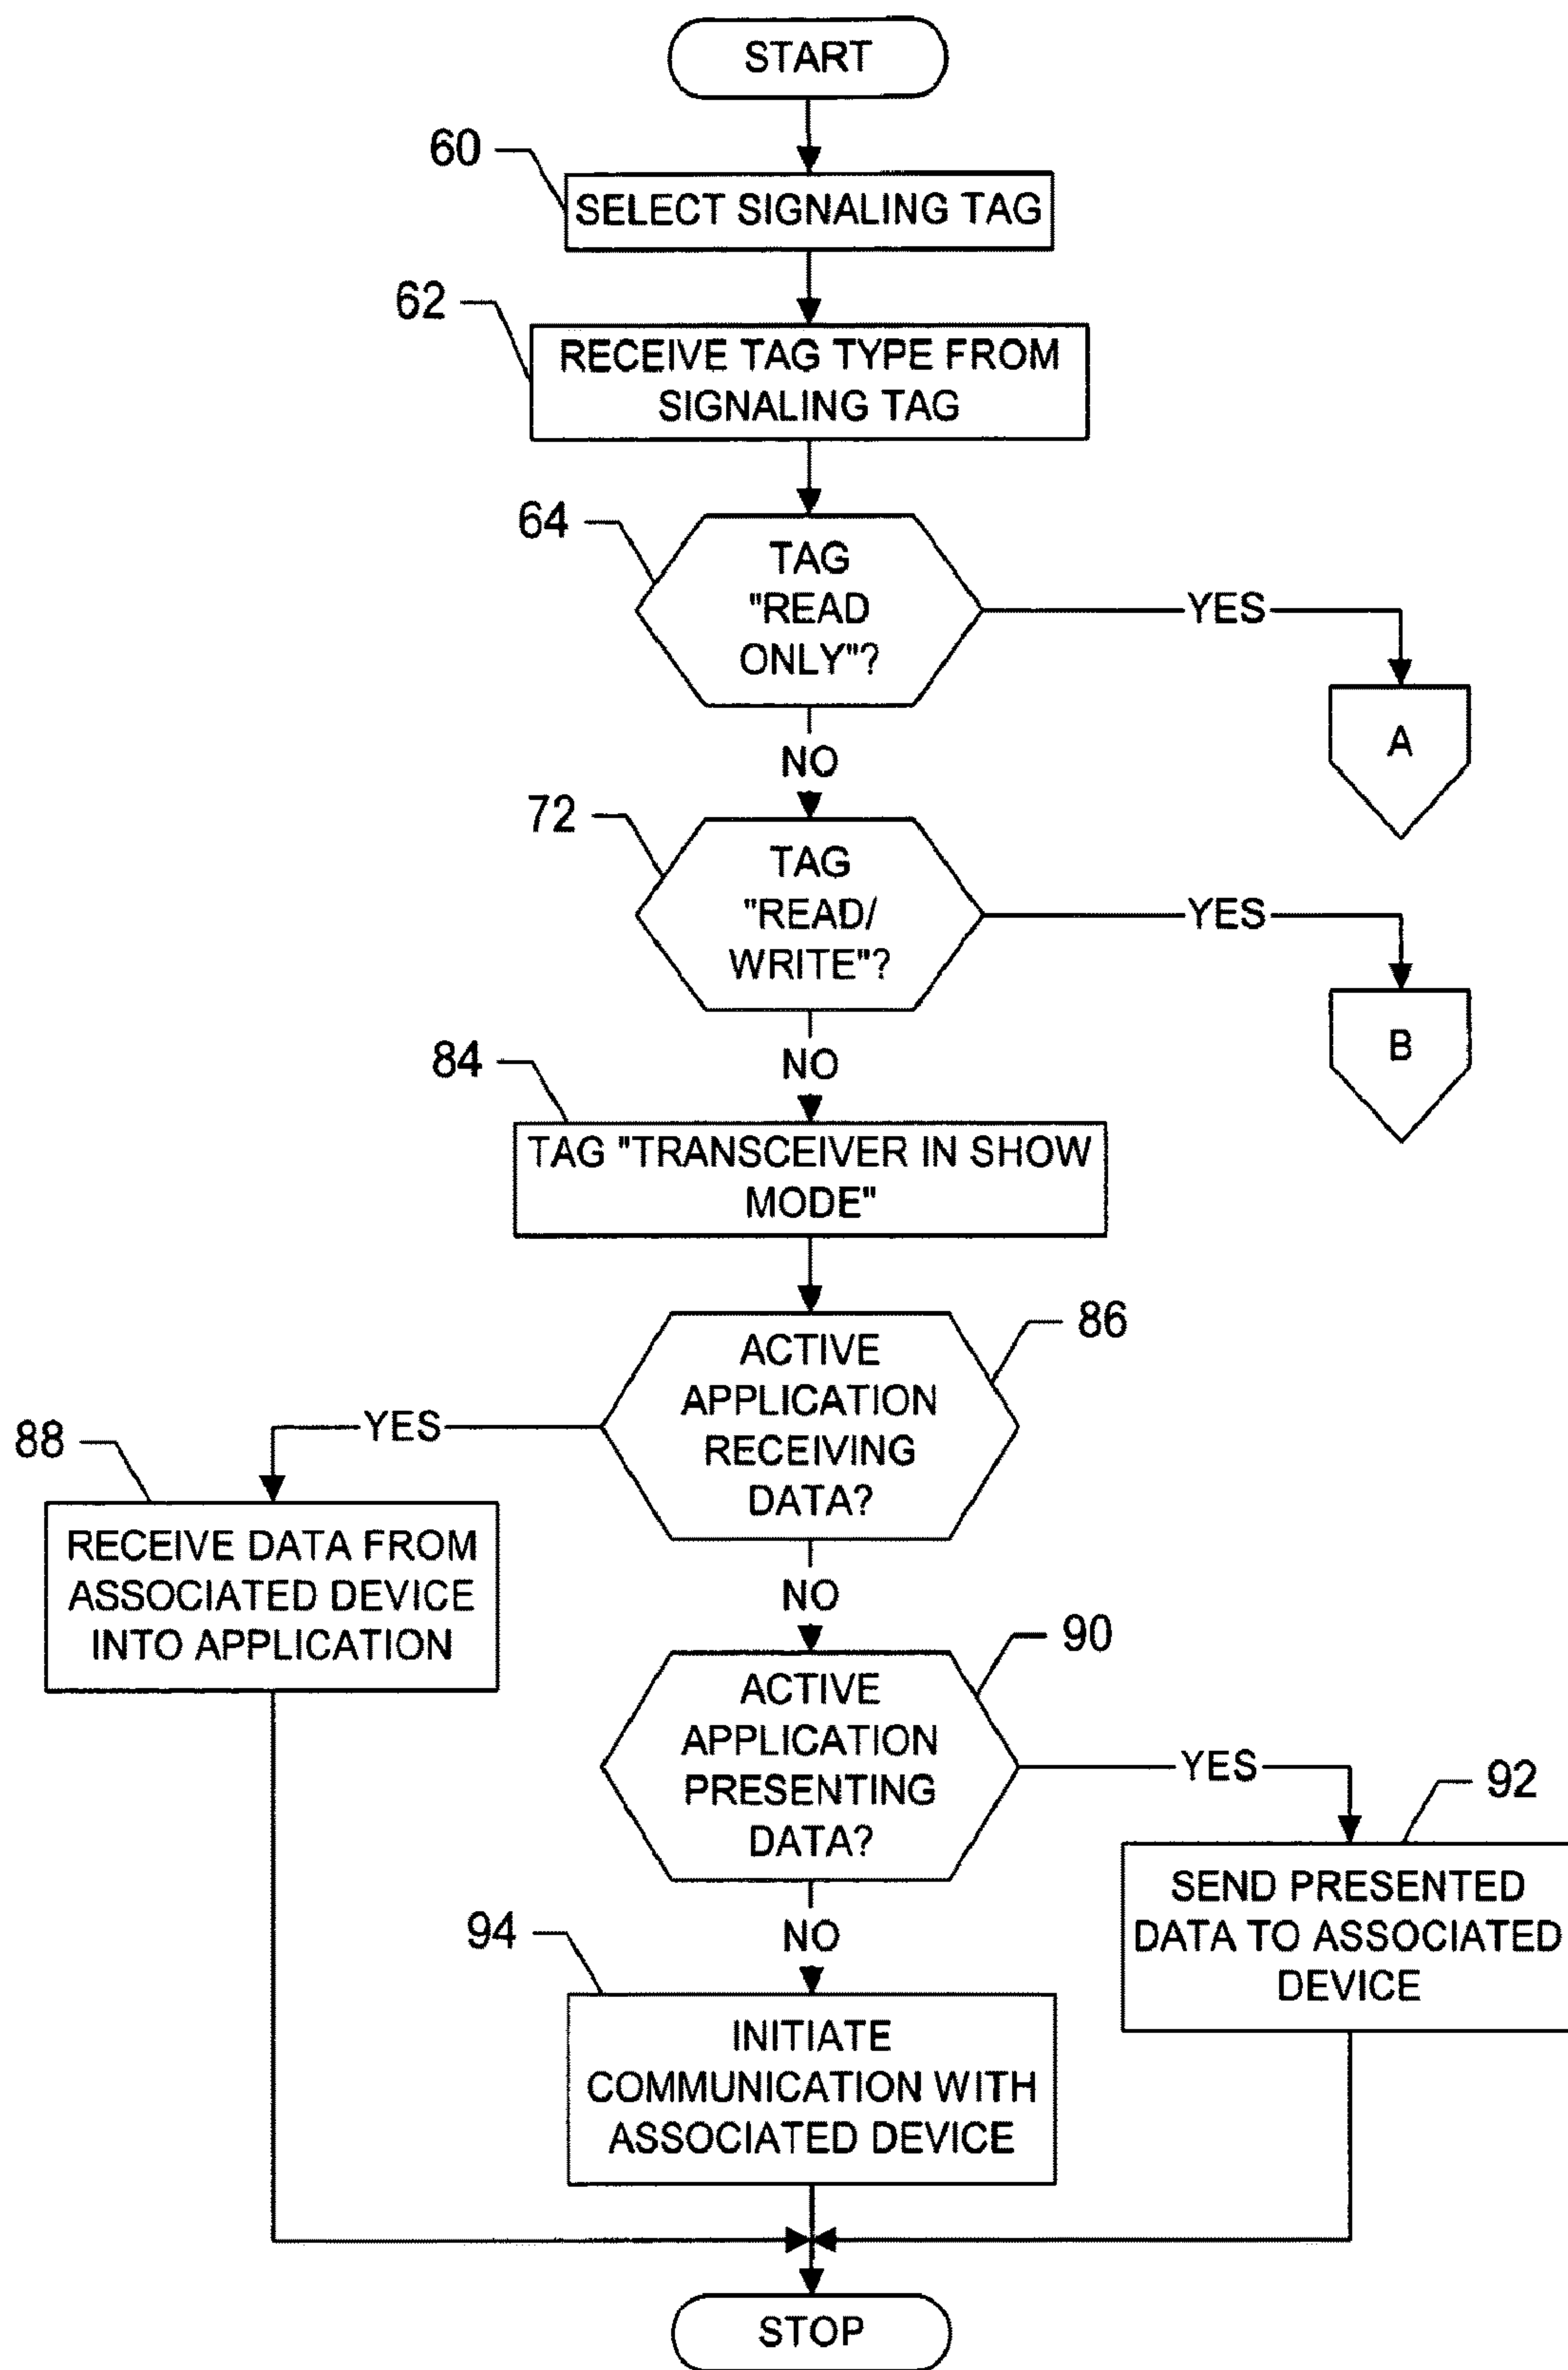 START
60
SELECT SIGNALING TAG
62
RECEIVE TAG TYPE FROM
SIGNALING TAG
64
TAG
"READ
ONLY"?
YES
A
NO
72
TAG
"READ/
WRITE"?
YES
B
NO
84
TAG "TRANSCEIVER IN SHOW
MODE"
86
ACTIVE
APPLICATION
RECEIVING
DATA?
YES
88
RECEIVE DATA FROM
ASSOCIATED DEVICE
INTO APPLICATION
NO
90
ACTIVE
APPLICATION
PRESENTING
DATA?
YES
92
SEND PRESENTED
DATA TO ASSOCIATED
DEVICE
NO
94
INITIATE
COMMUNICATION WITH
ASSOCIATED DEVICE
STOP